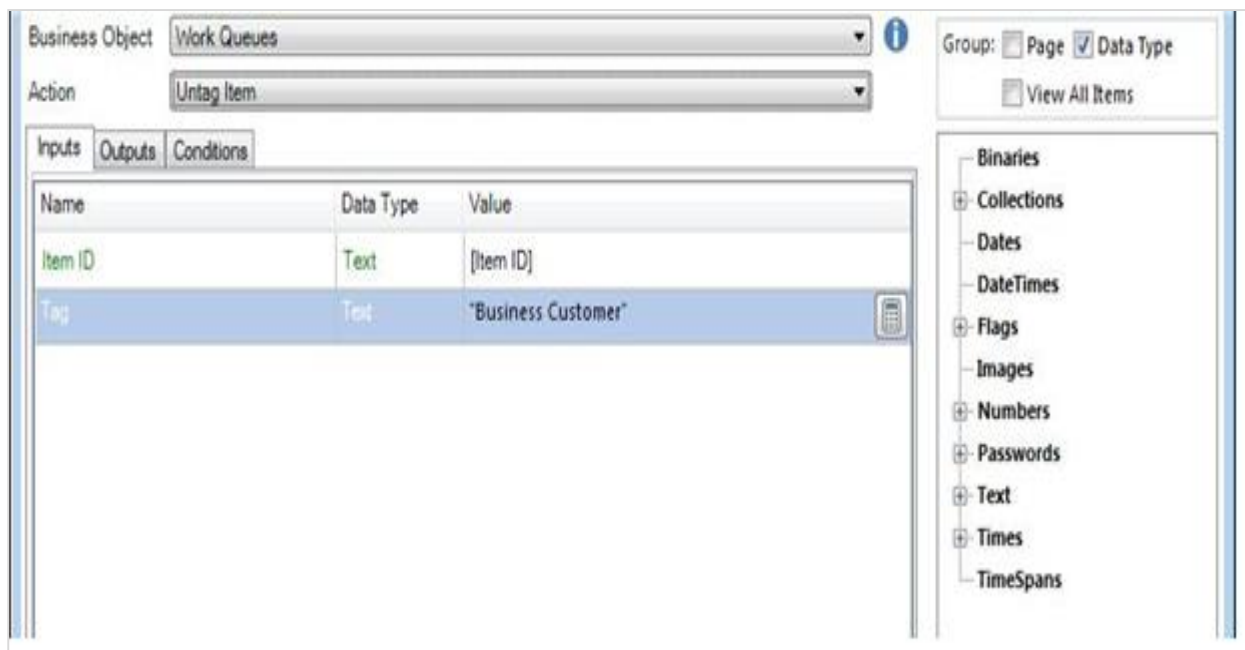 Business Object Work Queues
Action Untag Item
Inputs Outputs Conditions
Name Data Type Value
Item ID Text [Item ID]
Tag Text "Business Customer"
Group: Page Data Type
View All Items
Binaries
Collections
Dates
DateTimes
Flags
Images
Numbers
Passwords
Text
Times
TimeSpans